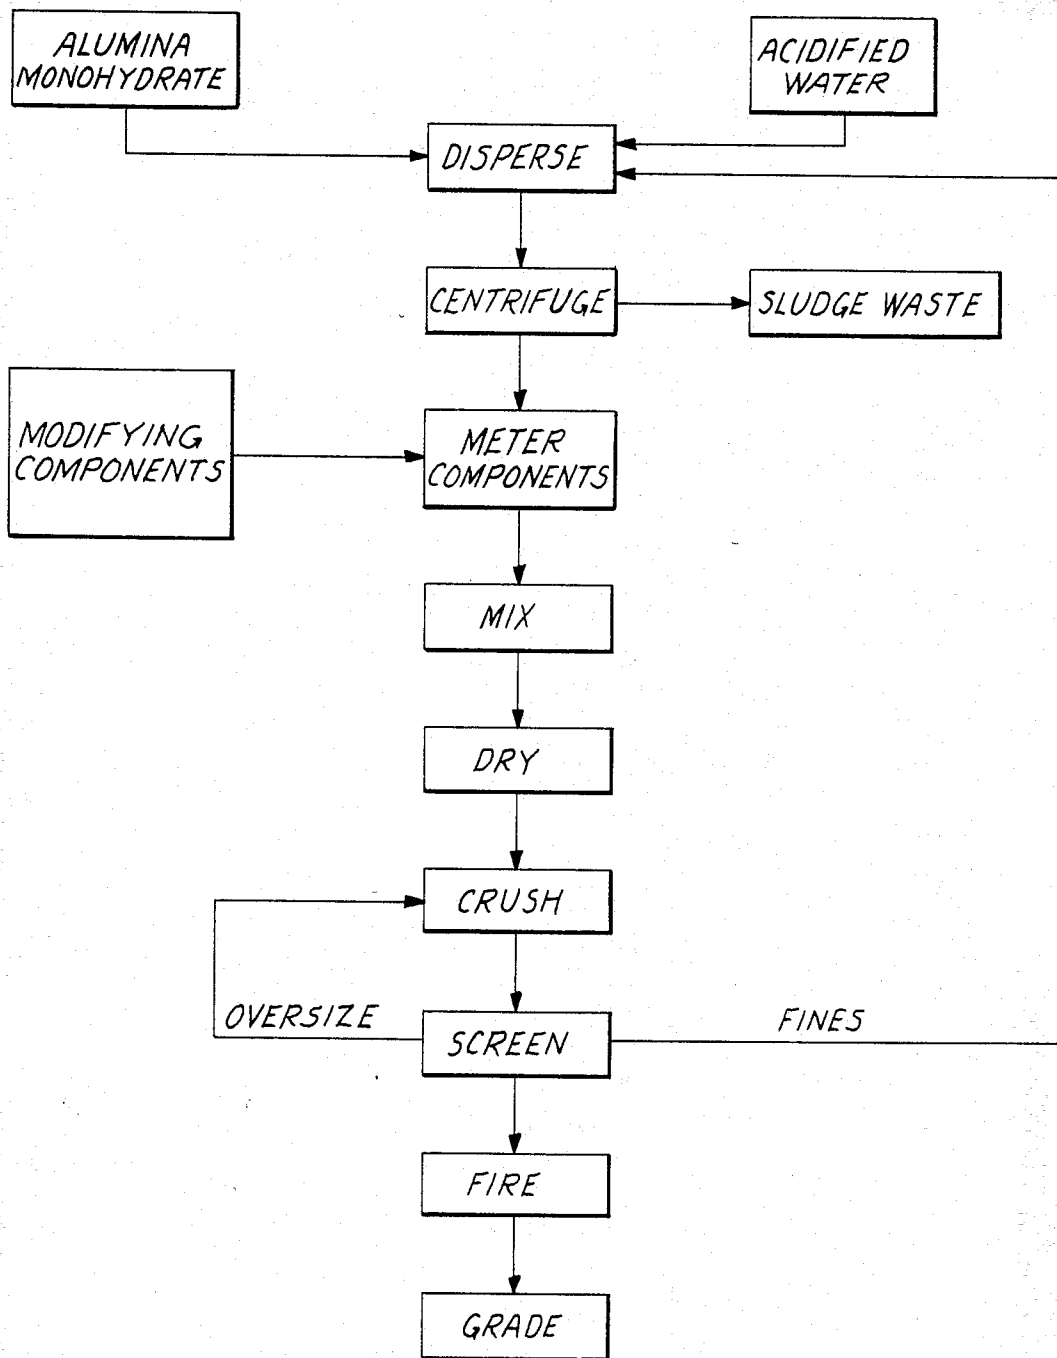 ALUMINA
MONOHYDRATE
ACIDIFIED
WATER
DISPERSE
CENTRIFUGE
SLUDGE WASTE
MODIFYING
COMPONENTS
METER
COMPONENTS
MIX
DRY
CRUSH
OVERSIZE
SCREEN
FINES
FIRE
GRADE